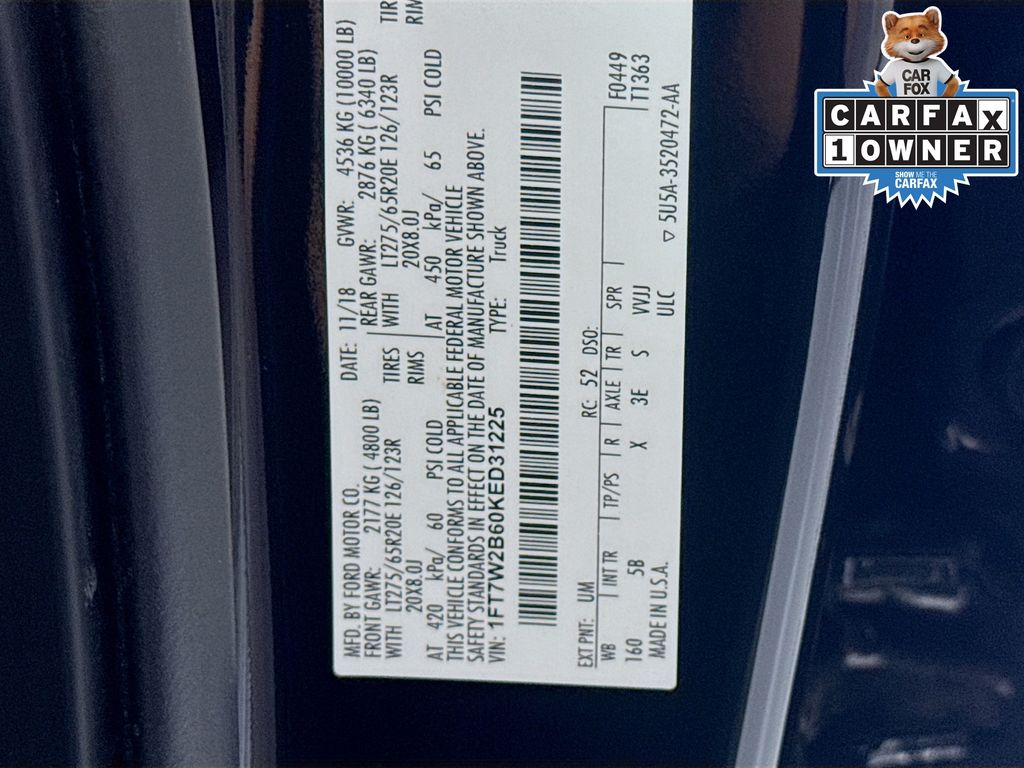 MFD. BY FORD MOTOR CO.
DATE: 11/18 GVWR: 4536 KG (10000 LB)
FRONT GAWR: 2177 KG ( 4800 LB) REAR GAWR: 2876 KG ( 6340 LB)
WITH LT275/65R20E 126/123R TIRES WITH LT275/65R20E 126/123R TIR
20X8.0J RIMS 20X8.0J RIM
AT 420 kPa/ 60 PSI COLD AT 450 kPa/ 65 PSI COLD
THIS VEHICLE CONFORMS TO ALL APPLICABLE FEDERAL MOTOR VEHICLE
SAFETY STANDARDS IN EFFECT ON THE DATE OF MANUFACTURE SHOWN ABOVE.
VIN: 1FT7W2B60KED31225 TYPE: Truck
EXT PNT: UM RC: 52 DSO:
WB | INT TR | TP/PS | R | AXLE | TR | SPR | F0449
160 5B X 3E S VVJJ T1363
MADE IN U.S.A. ULC ▽ 5U5A-3520472-AA
CAR
FOX
CARFAX
1 OWNER
SHOW ME THE
CARFAX